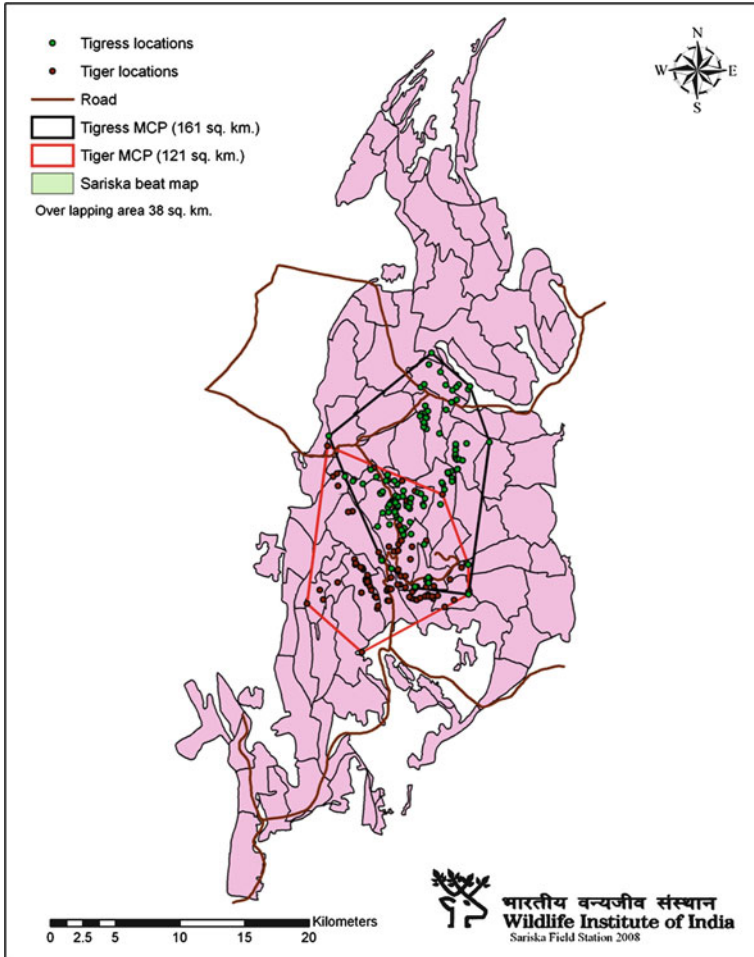 Tigress locations
Tiger locations
Road
Tigress MCP (161 sq. km.)
Tiger MCP (121 sq. km.)
Sariska beat map
Over lapping area 38 sq. km.
N
W E
S
Kilometers
0 2.5 5 10 15 20
भारतीय वन्यजीव संस्थान
Wildlife Institute of India
Sariska Field Station 2008